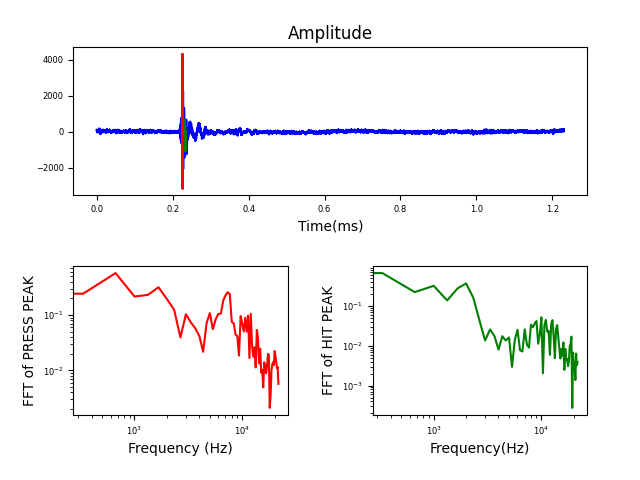 Amplitude
4000
2000
0
−2000
0.0 0.2 0.4 0.6 0.8 1.0 1.2
Time(ms)
FFT of PRESS PEAK
10⁻¹
10⁻²
10³ 10⁴
Frequency (Hz)
FFT of HIT PEAK
10⁻¹
10⁻²
10⁻³
10³ 10⁴
Frequency(Hz)